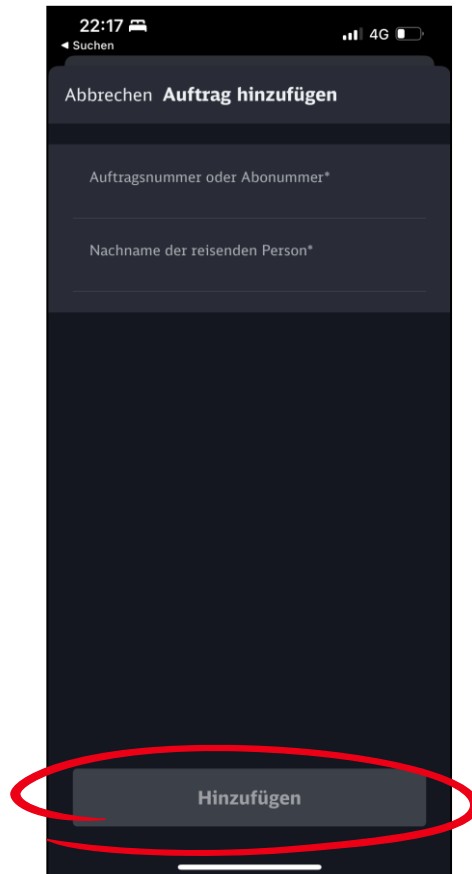 22:17
◀ Suchen
4G
Abbrechen Auftrag hinzufügen
Auftragsnummer oder Abonummer*
Nachname der reisenden Person*
Hinzufügen